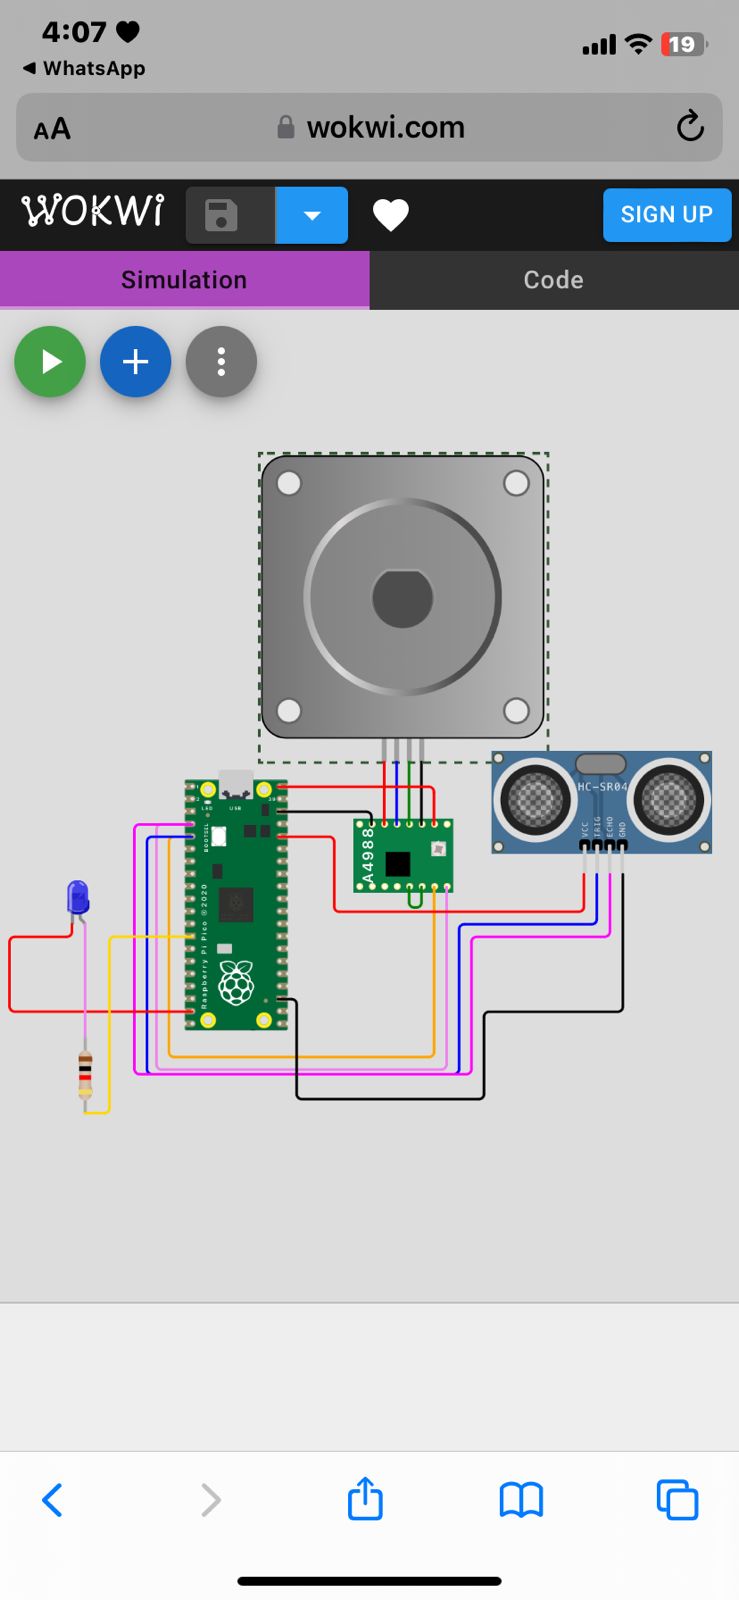 4:07
19
WhatsApp
AA
wokwi.com
WOKWi
SIGN UP
Simulation
Code
HC-SR04
VCC
TRIG
ECHO
GND
LED
USB
39
BOOTSEL
A4988
Raspberry Pi Pico ©2020